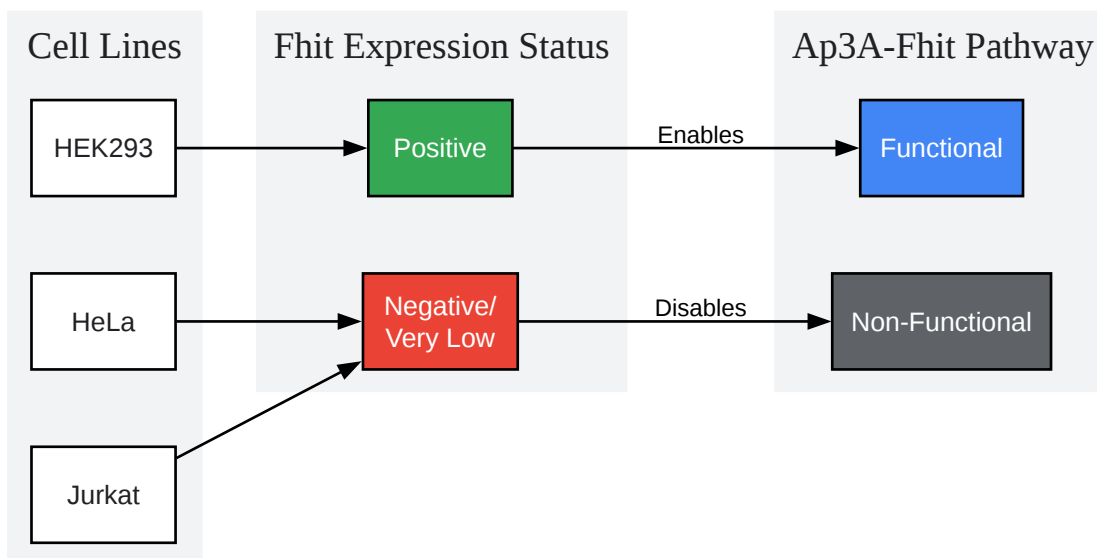 Cell Lines
Fhit Expression Status
Ap3A-Fhit Pathway
HEK293
Positive
Enables
Functional
HeLa
Negative/
Very Low
Disables
Non-Functional
Jurkat